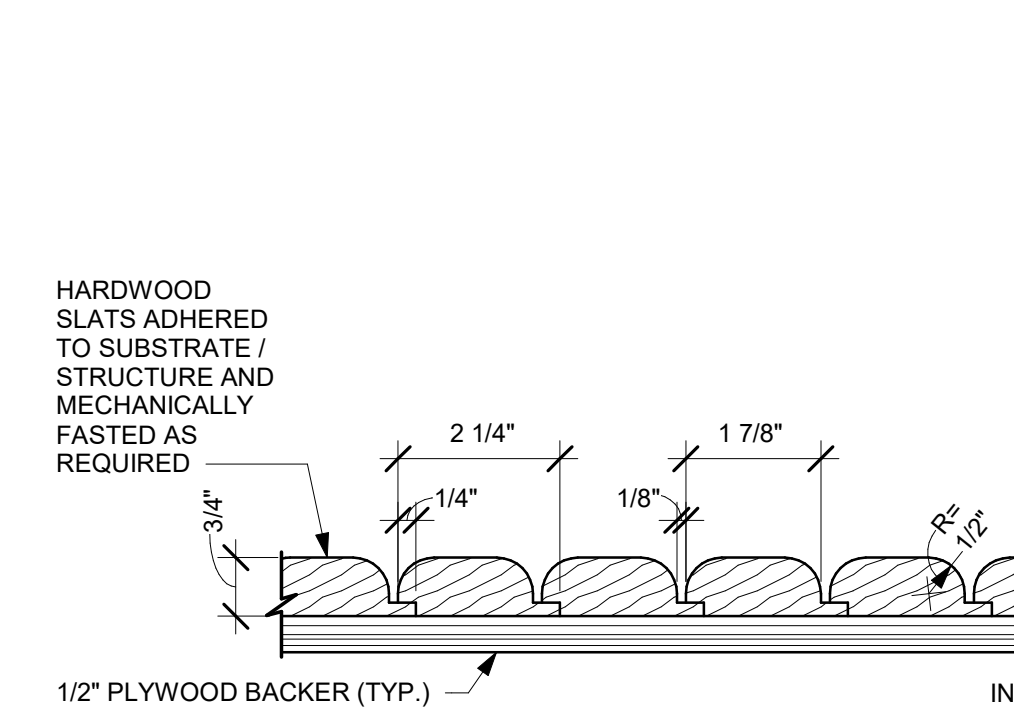 HARDWOOD
SLATS ADHERED
TO SUBSTRATE /
STRUCTURE AND
MECHANICALLY
FASTED AS
REQUIRED
2 1/4"
1 7/8"
1/4"
1/8"
3/4"
R=
1/2"
1/2" PLYWOOD BACKER (TYP.)
IN